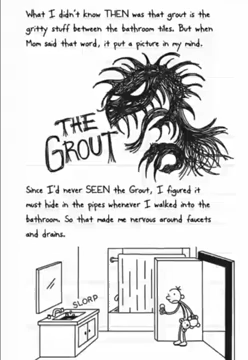 What I didn't know THEN was that grout is the
gritty stuff between the bathroom tiles. But when
Mom said that word, it put a picture in my mind.
THE
GROUT
Since I'd never SEEN the Grout, I figured it
must hide in the pipes whenever I walked into the
bathroom. So that made me nervous around faucets
and drains.
SLORP